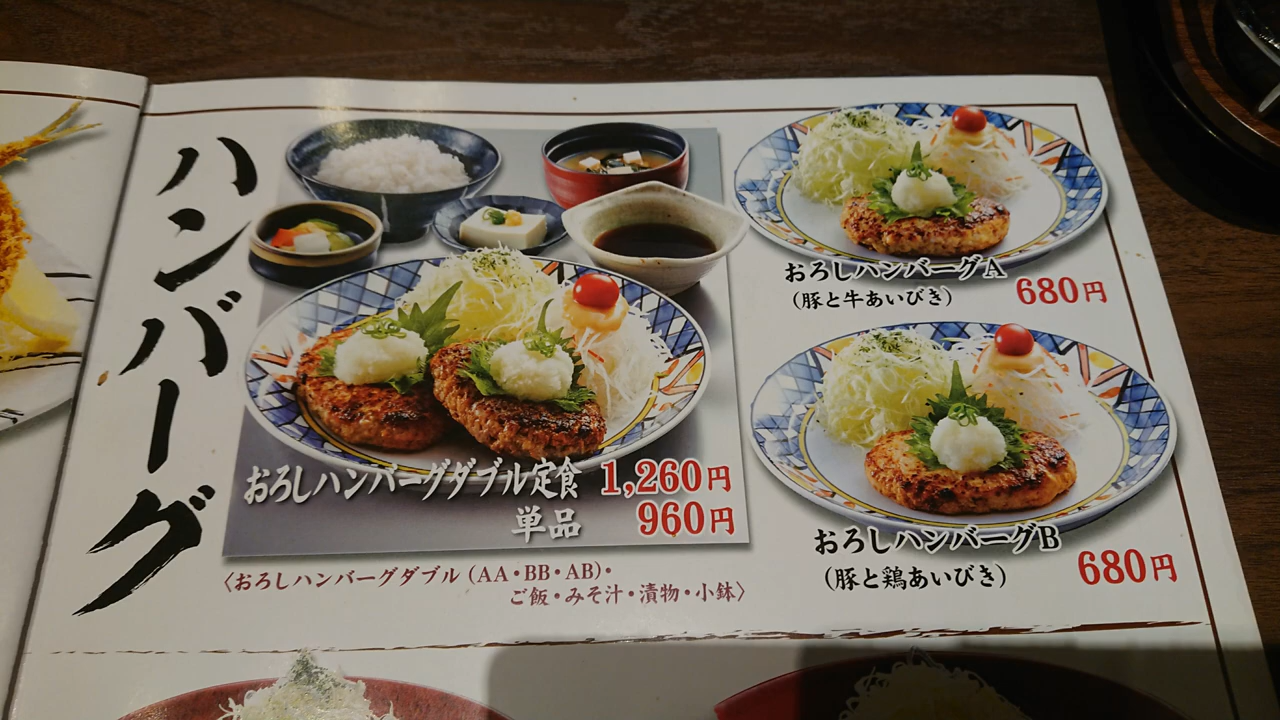 ハンバーグ
おろしハンバーグダブル定食 1,260円
単品 960円
〈おろしハンバーグダブル（AA・BB・AB）・
ご飯・みそ汁・漬物・小鉢〉
おろしハンバーグA
（豚と牛あいびき） 680円
おろしハンバーグB
（豚と鶏あいびき） 680円